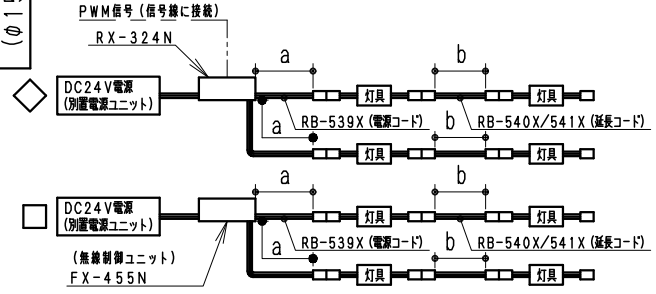 (φ15
PWM信号(信号線に接続)
RX-324N
a
b
DC24V電源
(別置電源ユニット)
灯具
灯具
a
RB-539X(電源コード)
b
RB-540X/541X(延長コード)
灯具
灯具
a
b
DC24V電源
(別置電源ユニット)
灯具
灯具
a
RB-539X(電源コード)
b
RB-540X/541X(延長コード)
(無線制御ユニット)
FX-455N
灯具
灯具